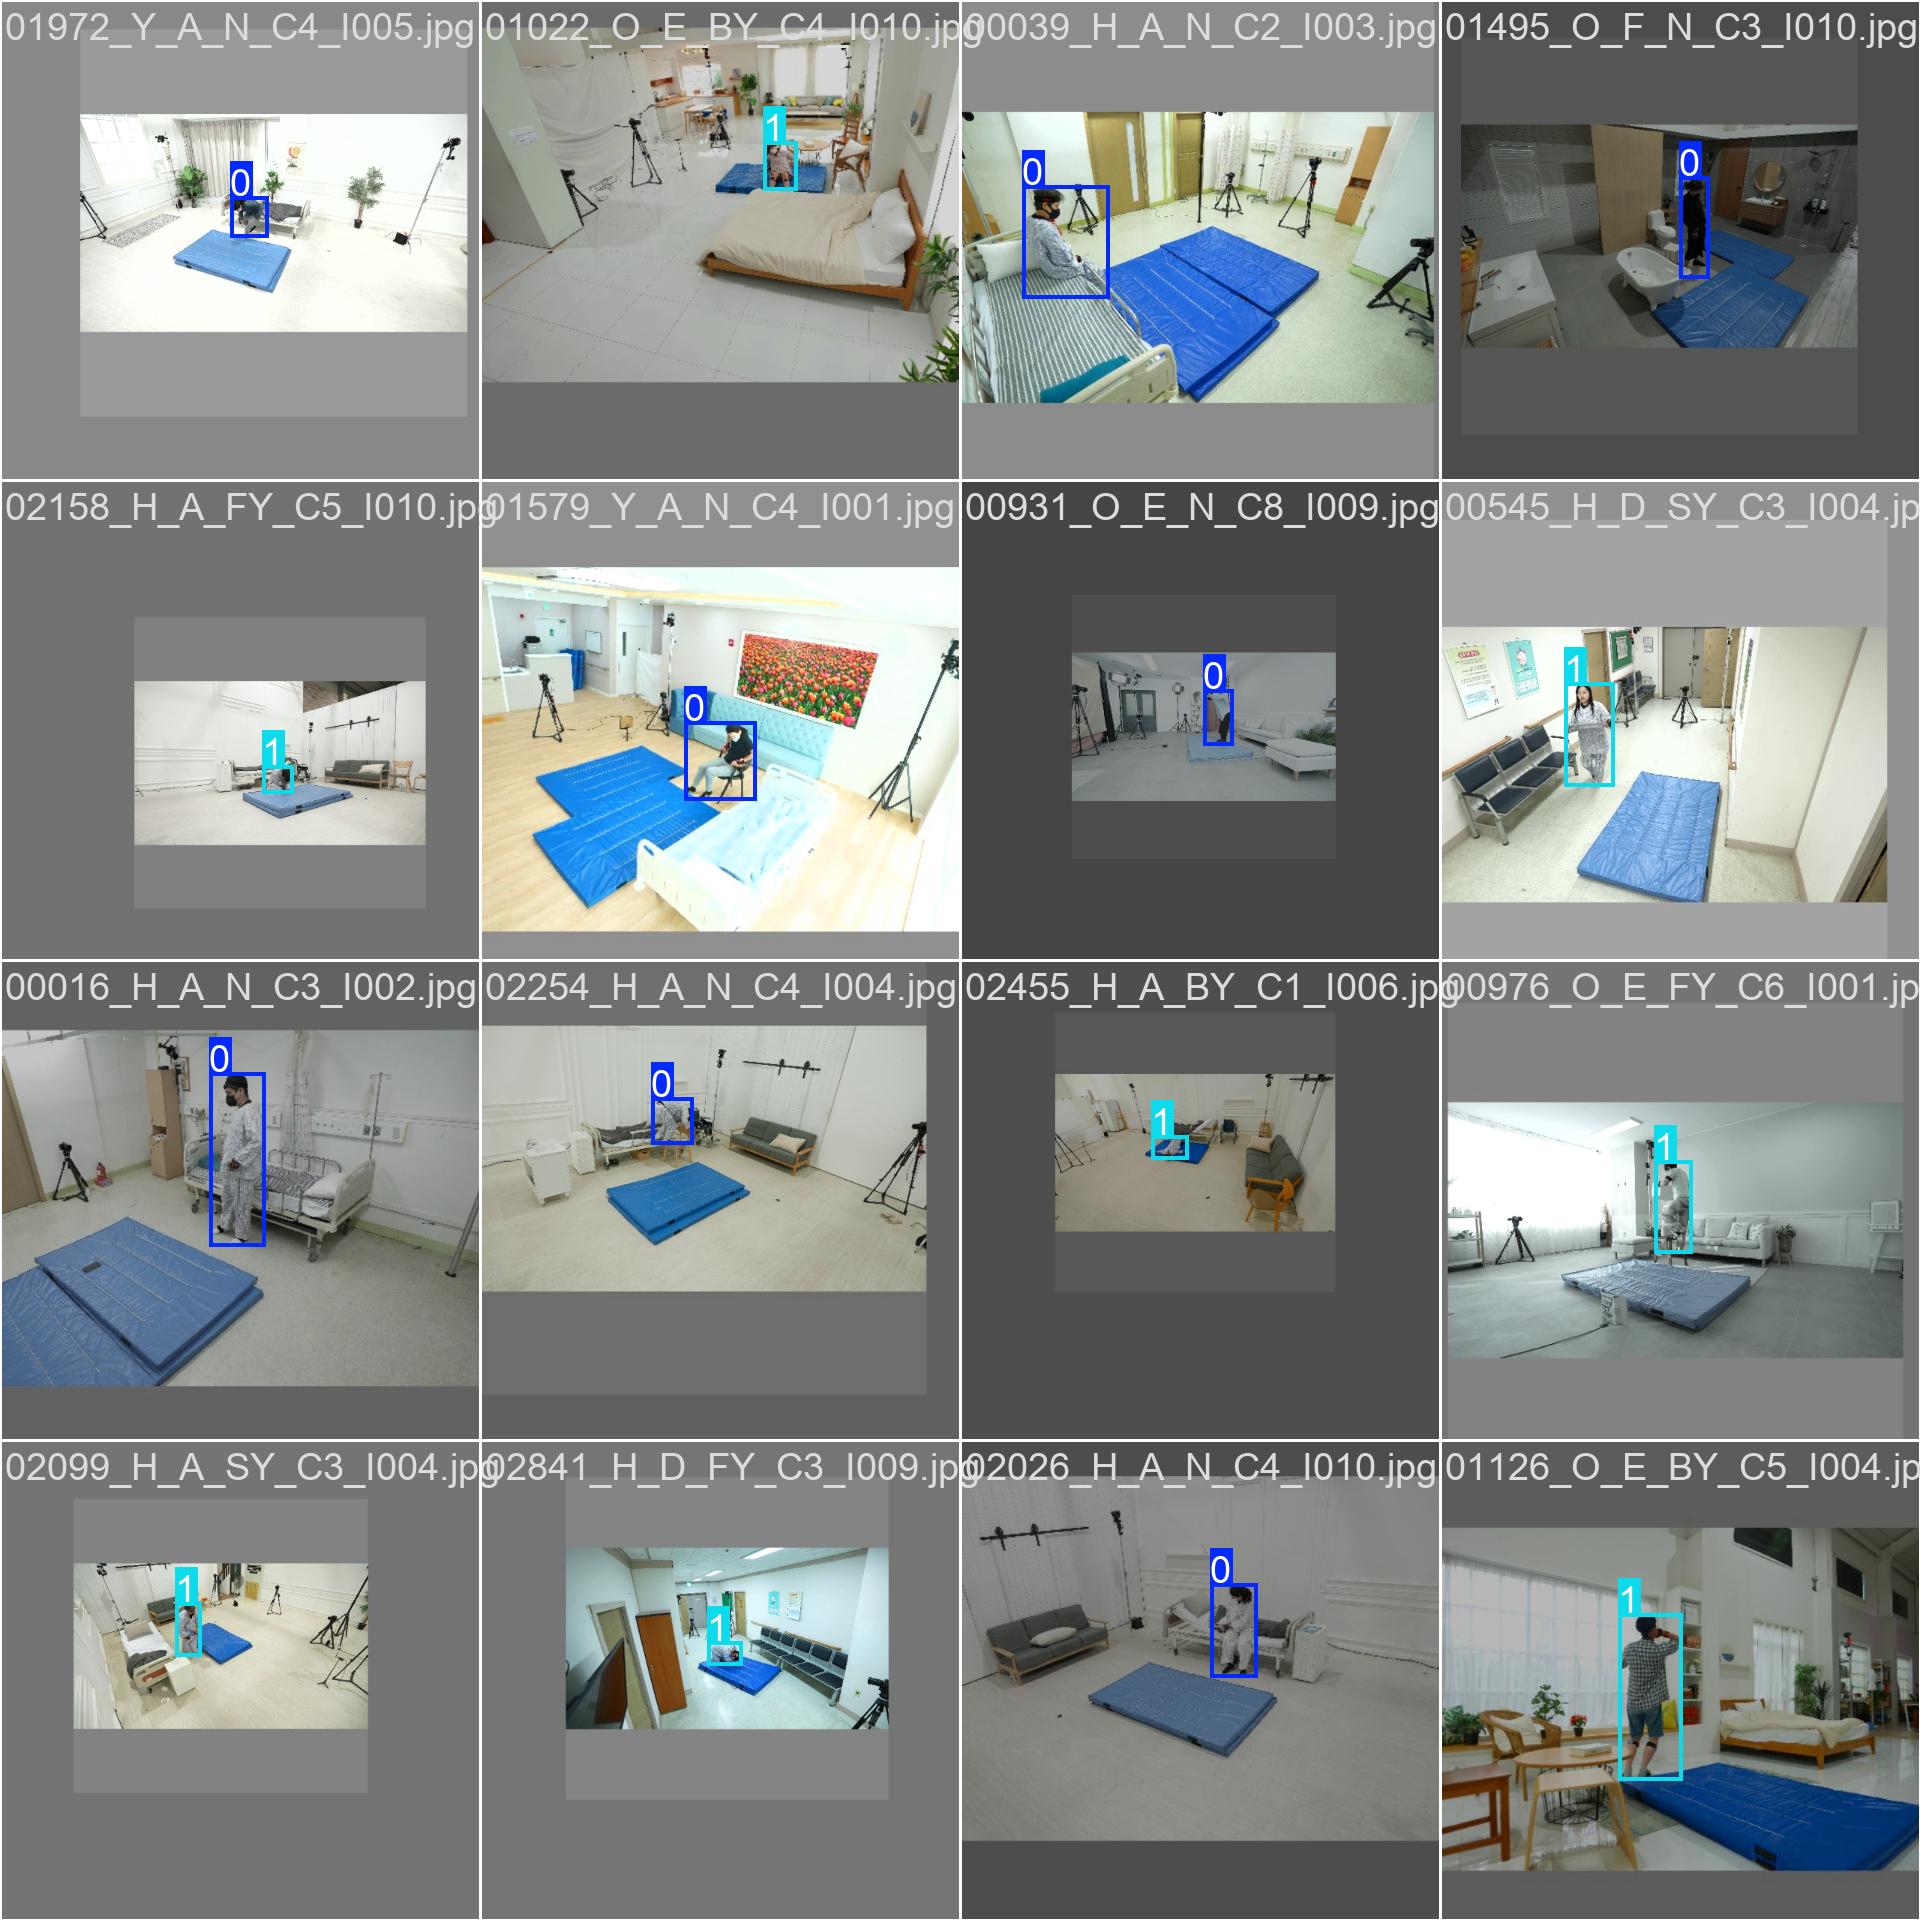 01972_Y_A_N_C4_I005.jpg
01022_O_E_BY_C4_I010.jpg
00039_H_A_N_C2_I003.jpg
01495_O_F_N_C3_I010.jpg
0
1
0
0
02158_H_A_FY_C5_I010.jpg
01579_Y_A_N_C4_I001.jpg
00931_O_E_N_C8_I009.jpg
00545_H_D_SY_C3_I004.jp
1
0
0
1
00016_H_A_N_C3_I002.jpg
02254_H_A_N_C4_I004.jpg
02455_H_A_BY_C1_I006.jpg
00976_O_E_FY_C6_I001.jp
0
0
1
1
02099_H_A_SY_C3_I004.jpg
02841_H_D_FY_C3_I009.jpg
02026_H_A_N_C4_I010.jpg
01126_O_E_BY_C5_I004.jp
1
1
0
1